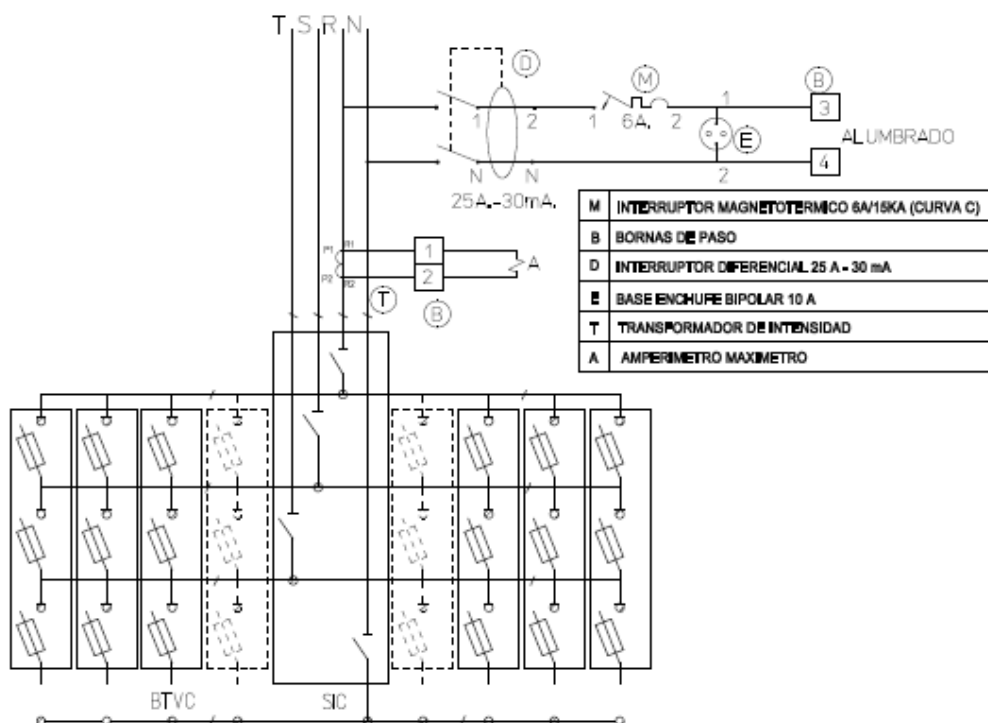 T S R N
D
M
B
1 2 1 6A. 2 1 3
E
ALUMBRADO
N N 2 4
25A.-30mA.
M INTERRUPTOR MAGNETOTERMICO 6A/15KA (CURVA C)
B BORNAS DE PASO
D INTERRUPTOR DIFERENCIAL 25 A - 30 mA
E BASE ENCHUFE BIPOLAR 10 A
T TRANSFORMADOR DE INTENSIDAD
A AMPERIMETRO MAXIMETRO
P1 1
A
P2 2
T
B
BTVC SIC